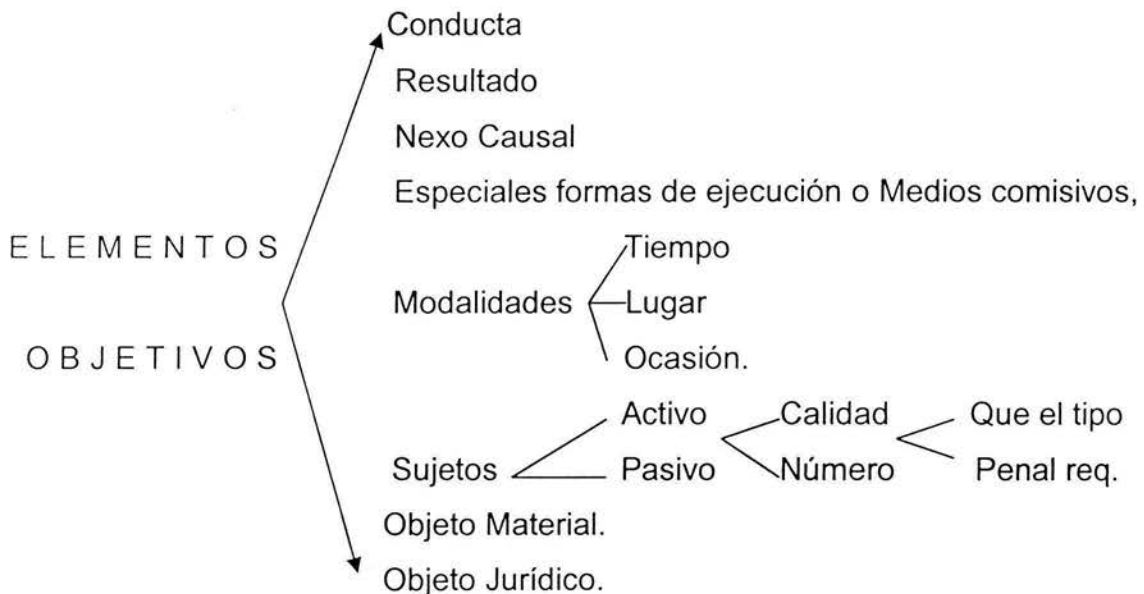 Conducta
Resultado
Nexo Causal
Especiales formas de ejecución o Medios comisivos,
ELEMENTOS
OBJETIVOS
Modalidades
Tiempo
Lugar
Ocasión.
Sujetos
Activo
Pasivo
Calidad
Número
Que el tipo
Penal req.
Objeto Material.
Objeto Jurídico.